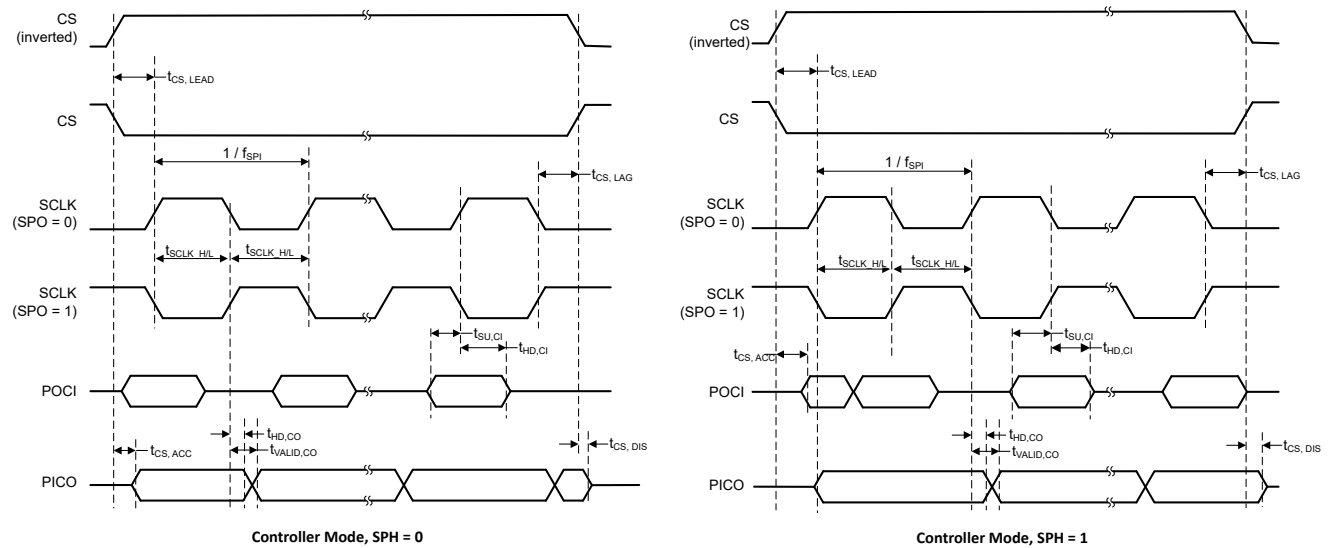 CS
(inverted)
tCS, LEAD
CS
1 / fSPI
tCS, LAG
SCLK
(SPO = 0)
tSCLK_H/L
tSCLK_H/L
SCLK
(SPO = 1)
tSU,CI
tHD,CI
POCI
tHD,CO
tCS, ACC
tVALID,CO
tCS, DIS
PICO
Controller Mode, SPH = 0
CS
(inverted)
tCS, LEAD
CS
1 / fSPI
tCS, LAG
SCLK
(SPO = 0)
tSCLK_H/L
tSCLK_H/L
SCLK
(SPO = 1)
tSU,CI
tCS, ACC
tHD,CI
POCI
tHD,CO
tVALID,CO
tCS, DIS
PICO
Controller Mode, SPH = 1